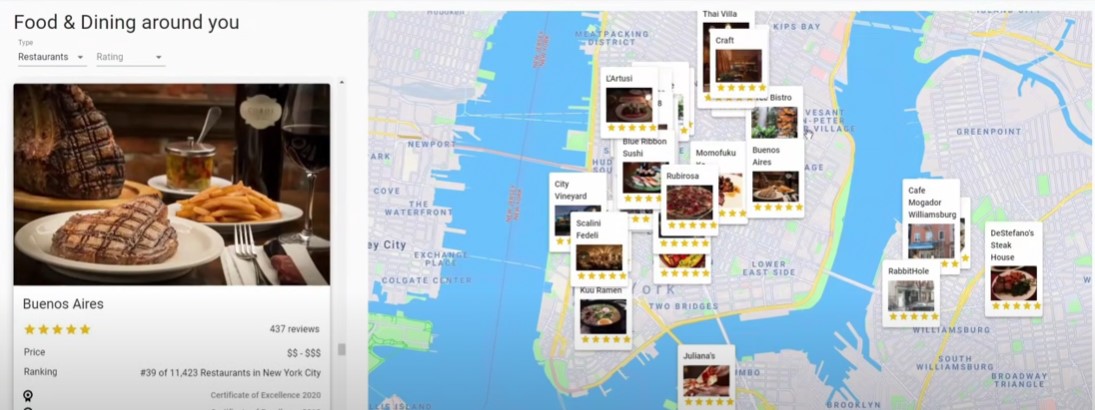 Food & Dining around you
Type
Restaurants
Rating
Buenos Aires
437 reviews
Price
$$ - $$$
Ranking
#39 of 11,423 Restaurants in New York City
Certificate of Excellence 2020
MEATPACKING
DISTRICT
KIPS BAY
Thai Villa
Craft
L'Artusi
Bistro
GREENPOINT
NEWPORT
Blue Ribbon
Sushi
Momofuku
Buenos
Aires
Rubirosa
ARK
COVE
THE
WATERFRONT
City
Vineyard
Cafe
Mogador
Williamsburg
Scalini
Fedeli
DeStefano's
Steak
House
ey City
EXCHANGE
PLACE
COLGATE CENTER
LOWER
EAST SIDE
RabbitHole
Kuu Ramen
TWO BRIDGES
WILLIAMSBURG
Juliana's
UMBO
SOUTH
WILLIAMSBURG
BROADWAY
TRIANGLE
BROOKLYN
LIS ISLAND